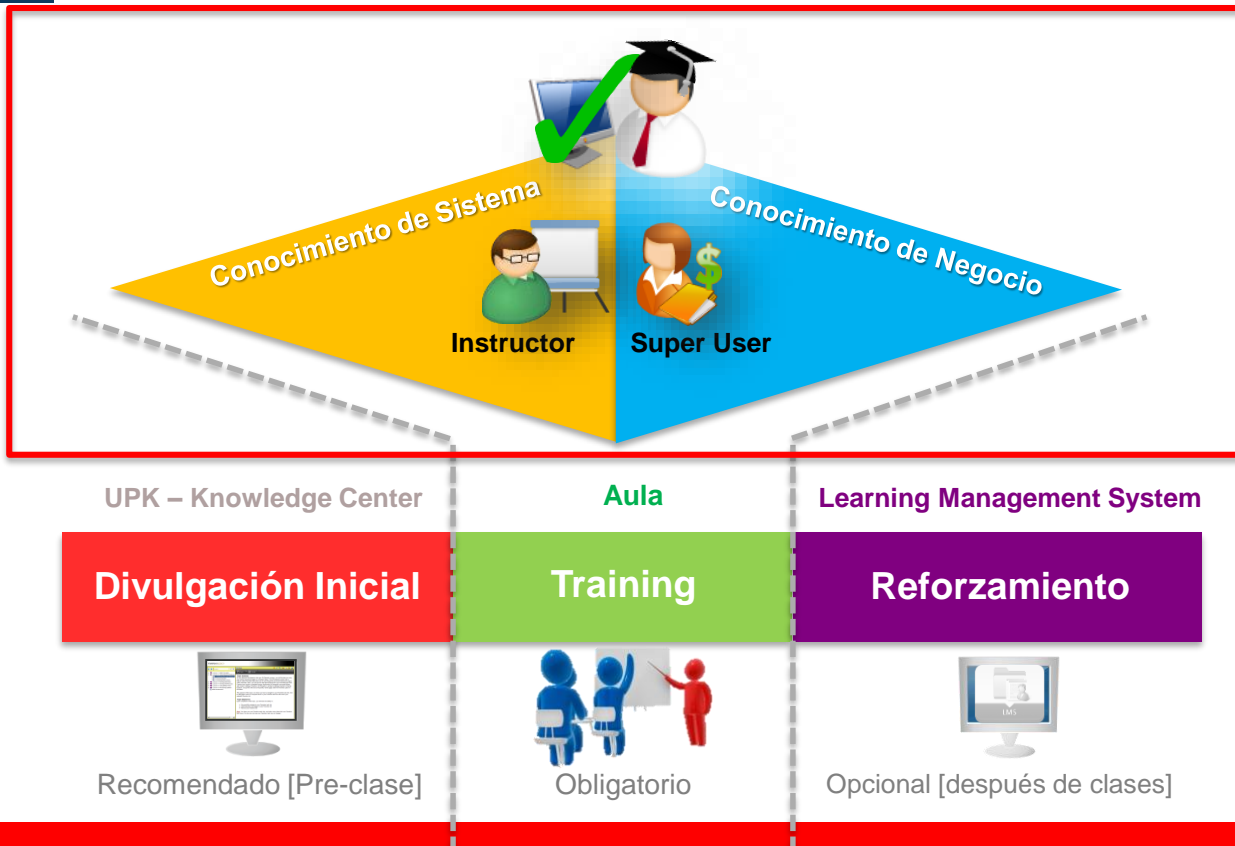 Conocimiento de Sistema
Conocimiento de Negocio
Instructor
Super User
UPK – Knowledge Center
Aula
Learning Management System
Divulgación Inicial
Training
Reforzamiento
LMS
Recomendado [Pre-clase]
Obligatorio
Opcional [después de clases]